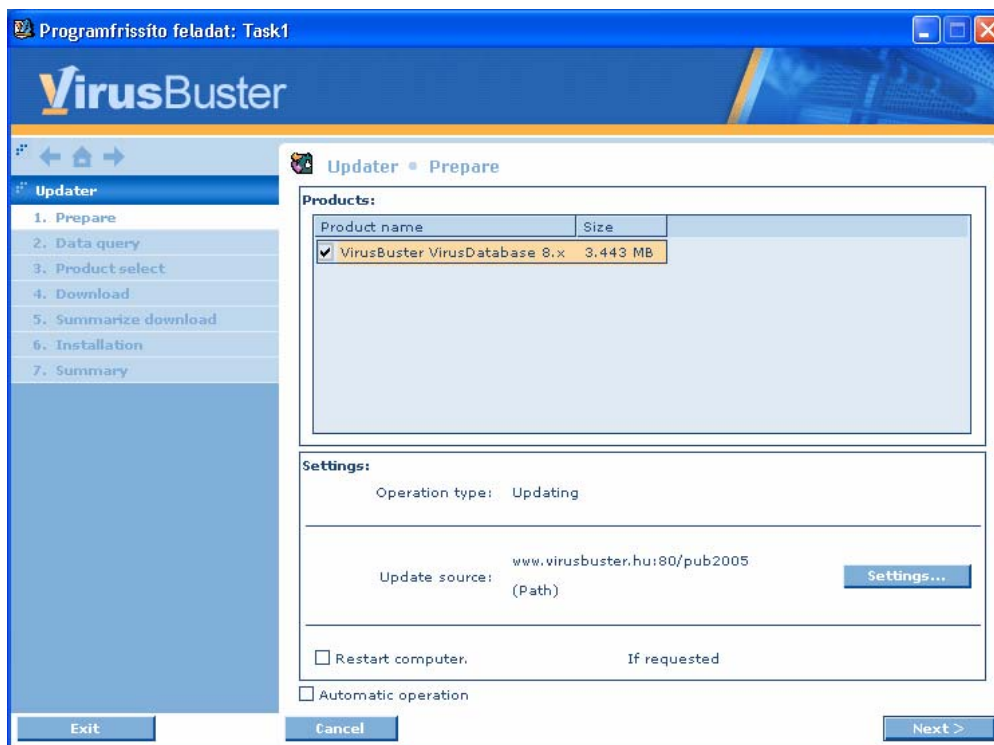 Programfrissíto feladat: Task1
VirusBuster
Updater
1. Prepare
2. Data query
3. Product select
4. Download
5. Summarize download
6. Installation
7. Summary
Updater • Prepare
Products:
Product name Size
VirusBuster VirusDatabase 8.x 3.443 MB
Settings:
Operation type: Updating
Update source: www.virusbuster.hu:80/pub2005
(Path)
Settings...
Restart computer. If requested
Automatic operation
Exit Cancel Next >